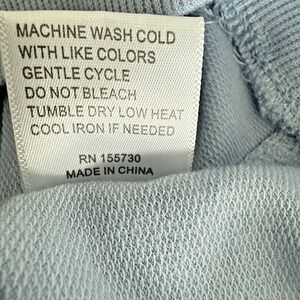 MACHINE WASH COLD
WITH LIKE COLORS
GENTLE CYCLE
DO NOT BLEACH
TUMBLE DRY LOW HEAT
COOL IRON IF NEEDED
RN 155730
MADE IN CHINA